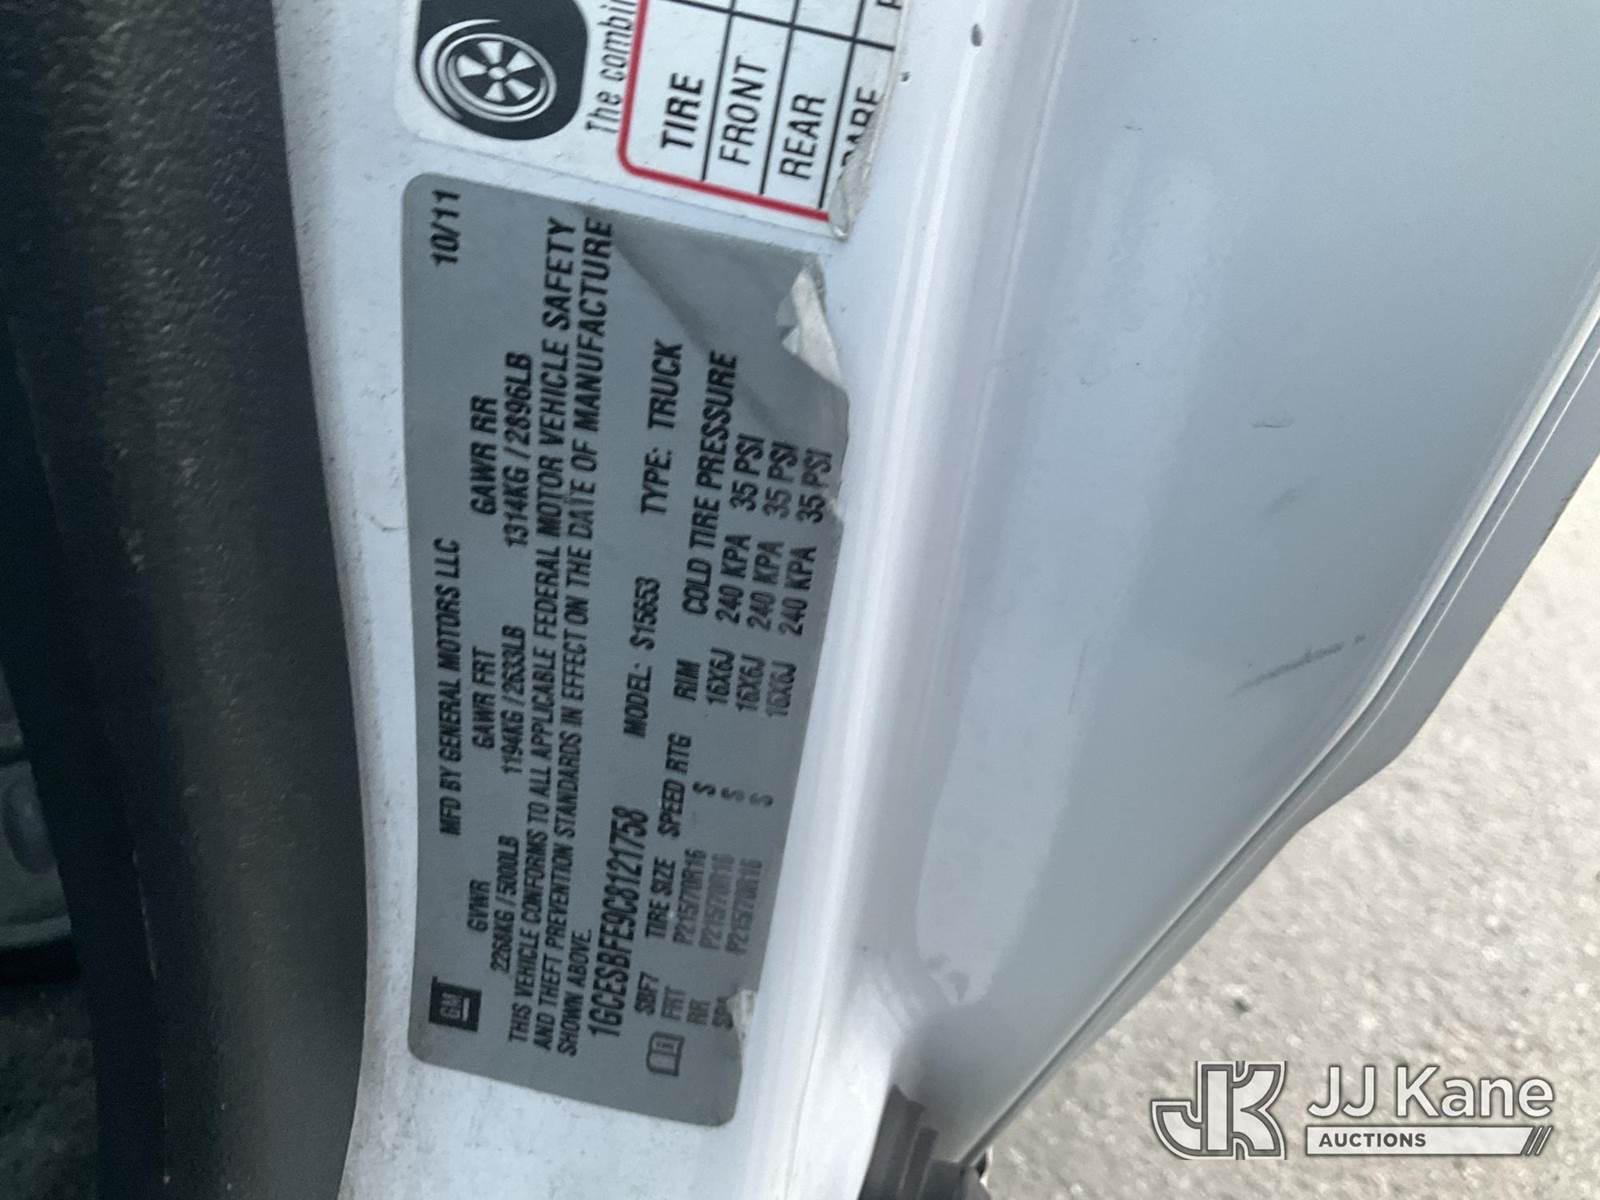 The combin
TIRE
FRONT
REAR
GM
MFD BY GENERAL MOTORS LLC 10/11
GVWR GAWR FRT GAWR RR
2268KG / 5000LB 1194KG / 2633LB 1314KG / 2896LB
THIS VEHICLE CONFORMS TO ALL APPLICABLE FEDERAL MOTOR VEHICLE SAFETY
AND THEFT PREVENTION STANDARDS IN EFFECT ON THE DATE OF MANUFACTURE
SHOWN ABOVE.
1GCESBFE9C8121758 MODEL: S15653 TYPE: TRUCK
SBF7 TIRE SIZE SPEED RTG RIM COLD TIRE PRESSURE
FRT P215/70R16 S 16X6J 240 KPA 35 PSI
RR P215/70R16 S 16X6J 240 KPA 35 PSI
P215/70R16 S 16X6J 240 KPA 35 PSI
JK
JJ Kane
AUCTIONS